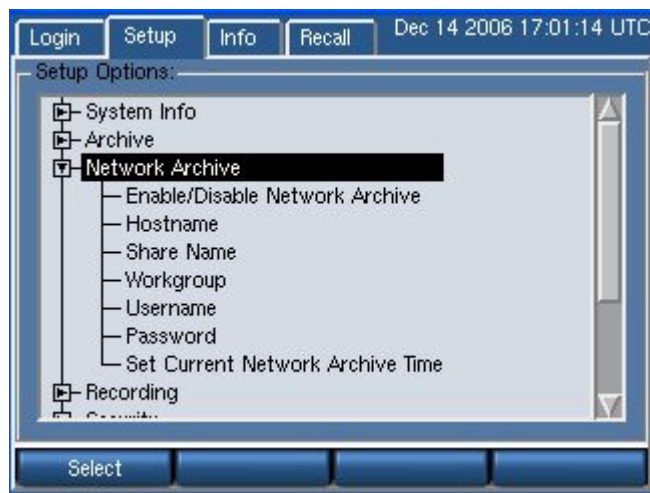 Login Setup Info Recall Dec 14 2006 17:01:14 UTC
Setup Options:
System Info
Archive
Network Archive
Enable/Disable Network Archive
Hostname
Share Name
Workgroup
Username
Password
Set Current Network Archive Time
Recording
Select